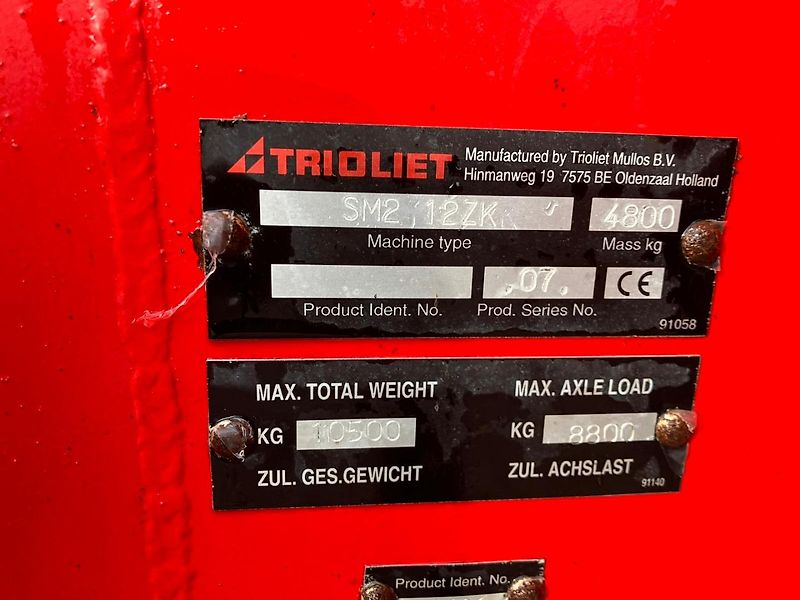 TRIOLIET
Manufactured by Trioliet Mullos B.V.
Hinmanweg 19 7575 BE Oldenzaal Holland
SM2 12ZK
4800
Machine type
Mass kg
.07.
CE
Product Ident. No.
Prod. Series No.
91058
MAX. TOTAL WEIGHT
MAX. AXLE LOAD
KG 10500
KG 8800
ZUL. GES.GEWICHT
ZUL. ACHSLAST
91140
Product Ident. No.